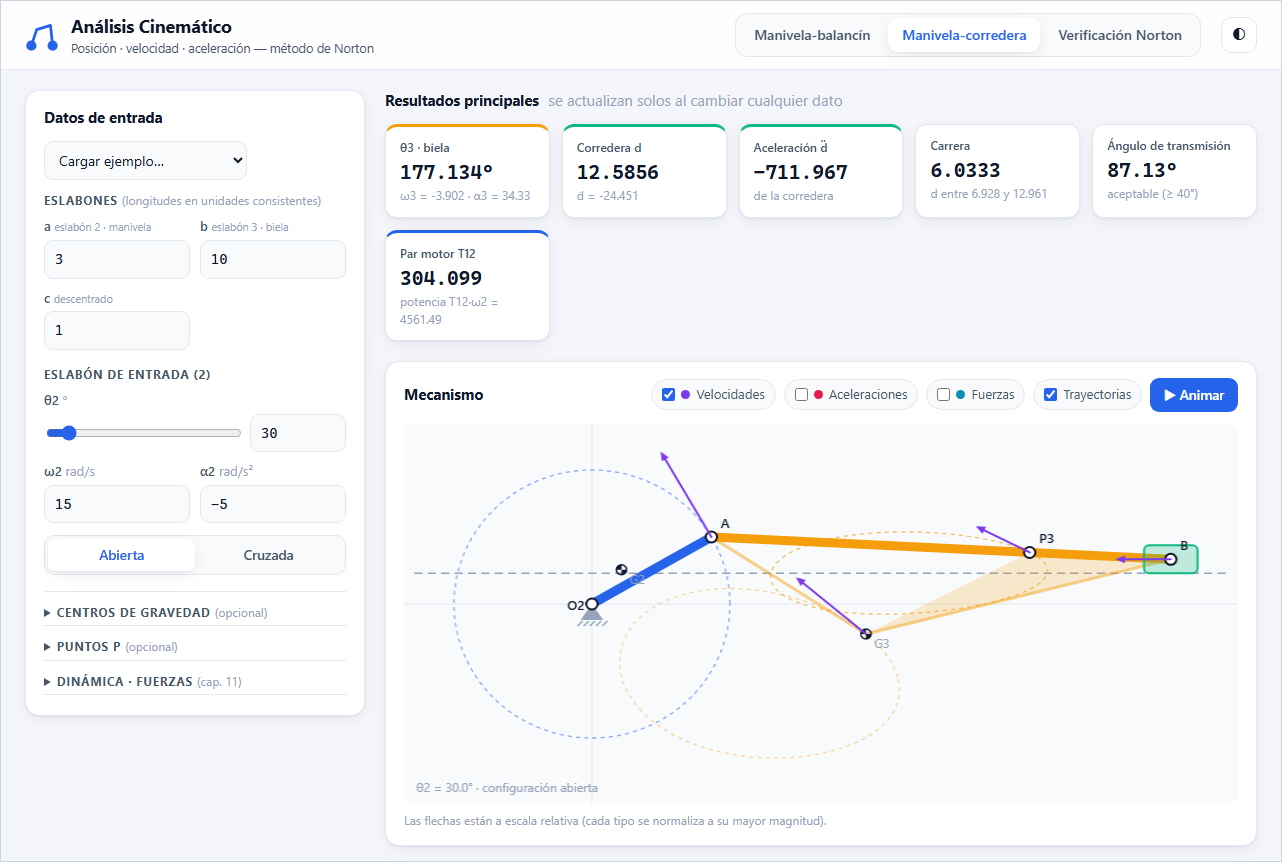 Análisis Cinemático
Posición · velocidad · aceleración — método de Norton
Manivela-balancín
Manivela-corredera
Verificación Norton
Datos de entrada
Cargar ejemplo...
ESLABONES (longitudes en unidades consistentes)
a eslabón 2 · manivela
b eslabón 3 · biela
3
10
c descentrado
1
ESLABÓN DE ENTRADA (2)
θ2 °
30
ω2 rad/s
α2 rad/s²
15
−5
Abierta
Cruzada
CENTROS DE GRAVEDAD (opcional)
PUNTOS P (opcional)
DINÁMICA · FUERZAS (cap. 11)
Resultados principales se actualizan solos al cambiar cualquier dato
θ3 · biela
177.134°
ω3 = -3.902 · α3 = 34.33
Corredera d
12.5856
ḋ = -24.451
Aceleración d̈
−711.967
de la corredera
Carrera
6.0333
d entre 6.928 y 12.961
Ángulo de transmisión
87.13°
aceptable (≥ 40°)
Par motor T12
304.099
potencia T12·ω2 =
4561.49
Mecanismo
Velocidades
Aceleraciones
Fuerzas
Trayectorias
▶ Animar
A
P3
B
G2
O2
G3
θ2 = 30.0° · configuración abierta
Las flechas están a escala relativa (cada tipo se normaliza a su mayor magnitud).